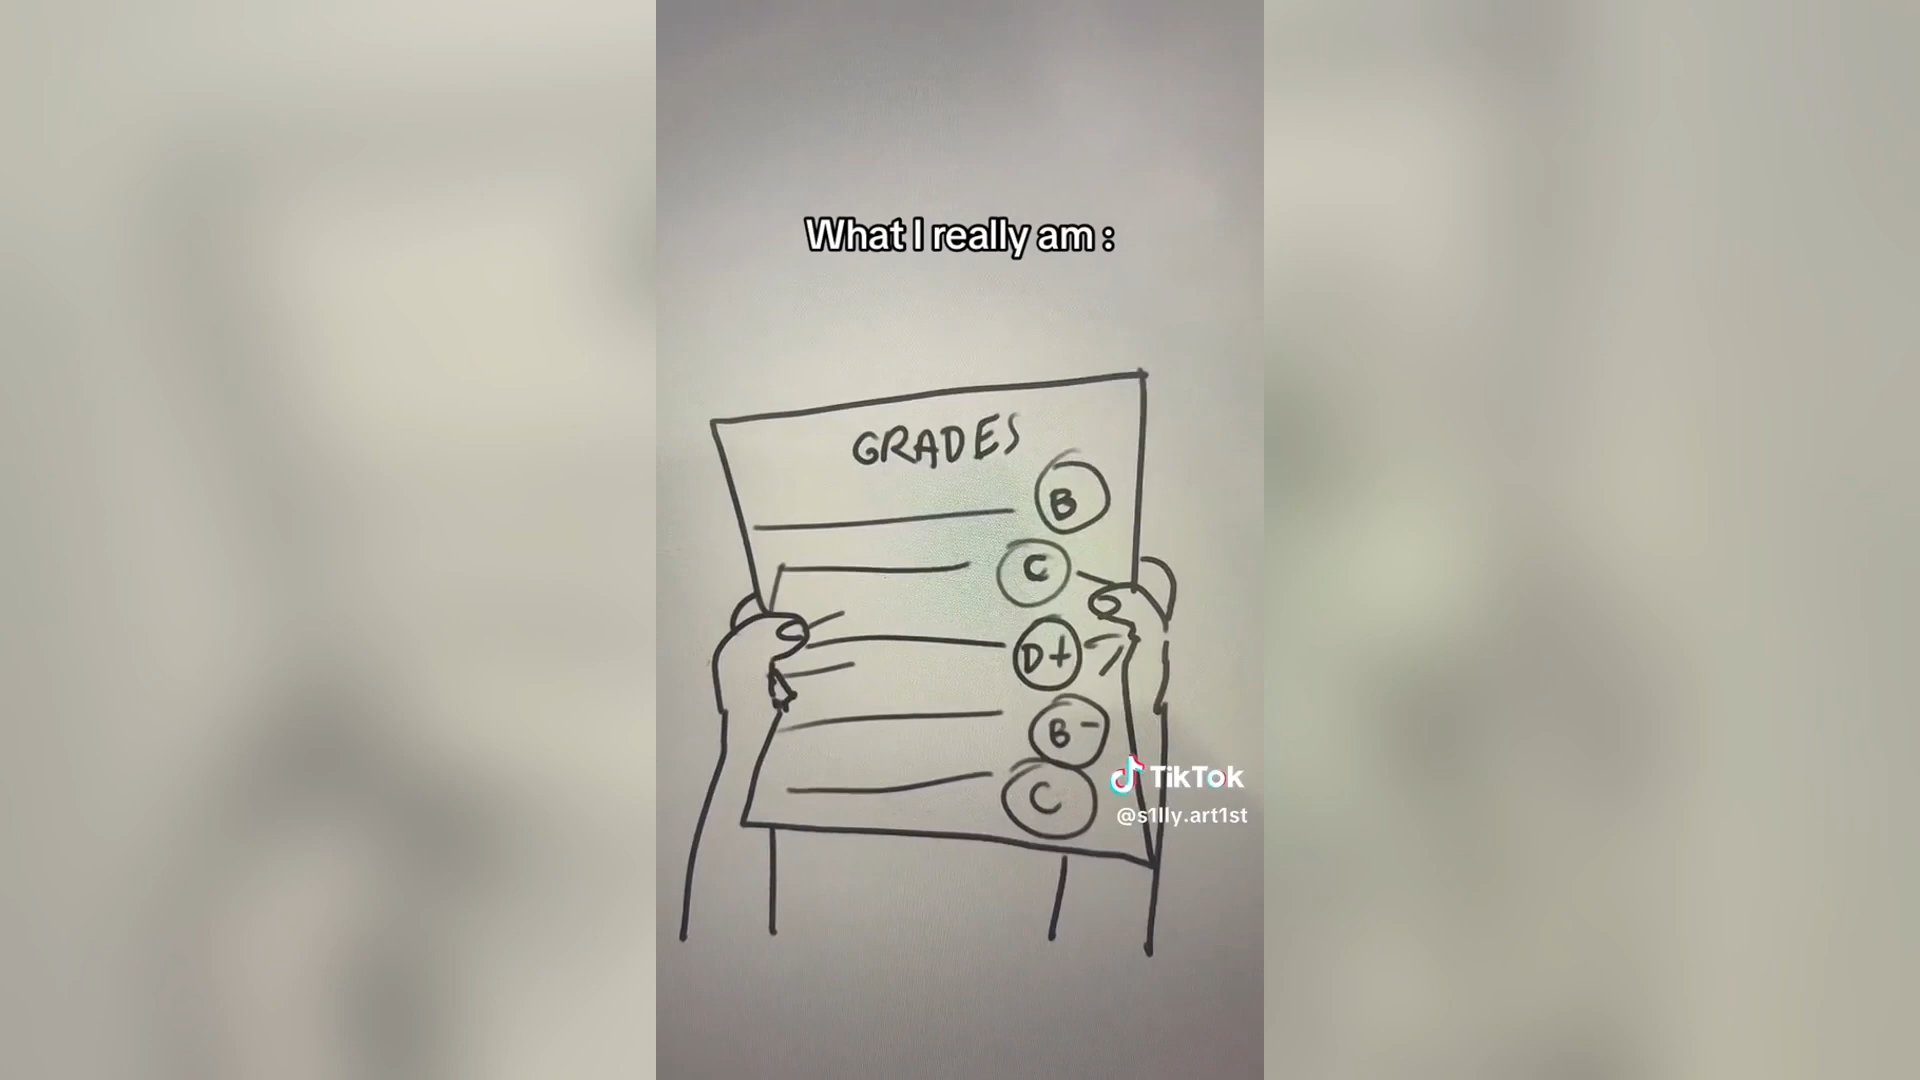 What I really am :
GRADES
B
C
D+
B-
C
TikTok
@s1lly.art1st